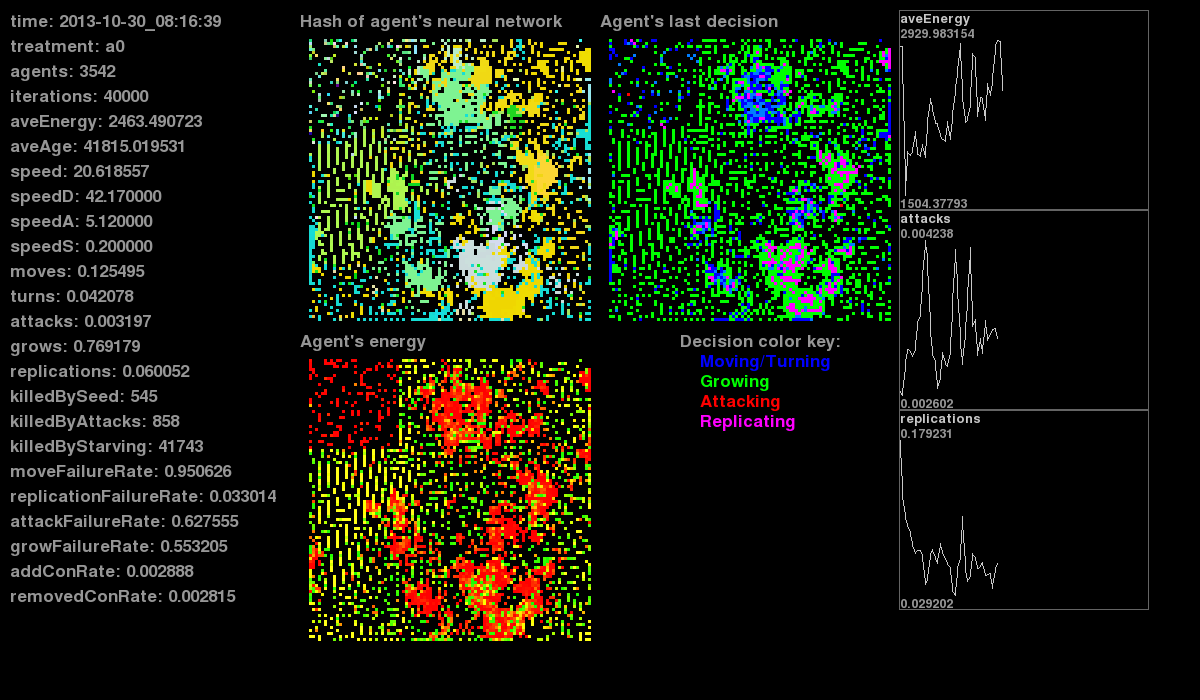 time: 2013-10-30_08:16:39
treatment: a0
agents: 3542
iterations: 40000
aveEnergy: 2463.490723
aveAge: 41815.019531
speed: 20.618557
speedD: 42.170000
speedA: 5.120000
speedS: 0.200000
moves: 0.125495
turns: 0.042078
attacks: 0.003197
grows: 0.769179
replications: 0.060052
killedBySeed: 545
killedByAttacks: 858
killedByStarving: 41743
moveFailureRate: 0.950626
replicationFailureRate: 0.033014
attackFailureRate: 0.627555
growFailureRate: 0.553205
addConRate: 0.002888
removedConRate: 0.002815
Hash of agent's neural network
Agent's last decision
Agent's energy
Decision color key:
Moving/Turning
Growing
Attacking
Replicating
aveEnergy
2929.983154
1504.37793
attacks
0.004238
0.002602
replications
0.179231
0.029202